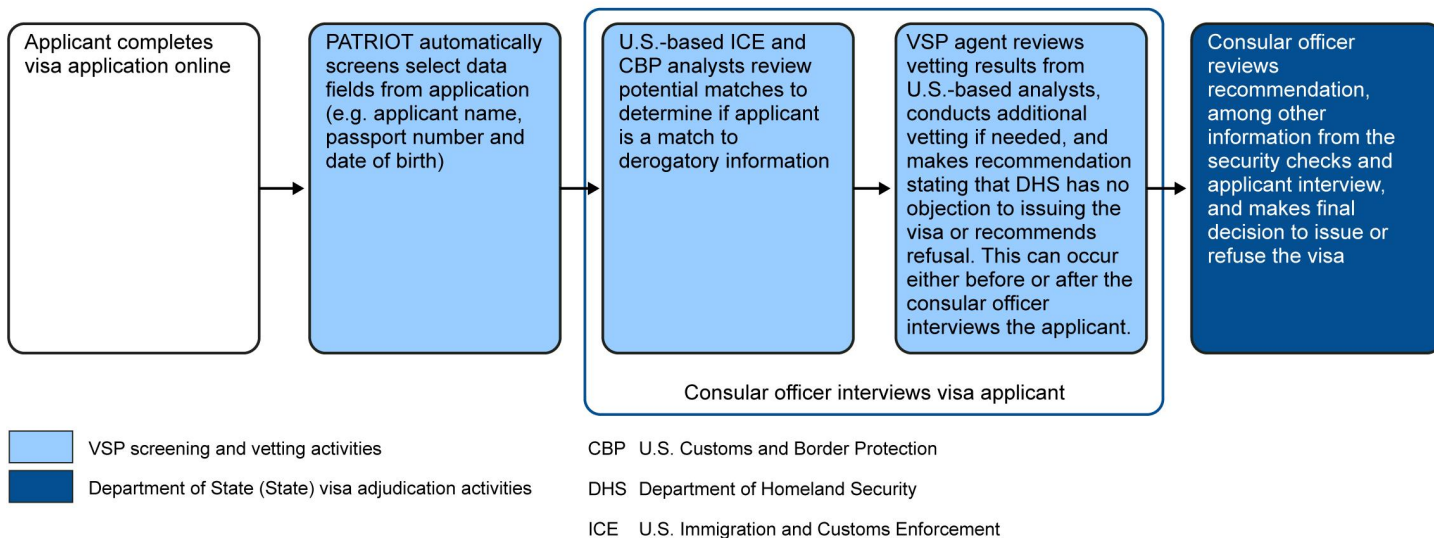 Applicant completes
visa application online
PATRIOT automatically
screens select data
fields from application
(e.g. applicant name,
passport number and
date of birth)
U.S.-based ICE and
CBP analysts review
potential matches to
determine if applicant
is a match to
derogatory information
VSP agent reviews
vetting results from
U.S.-based analysts,
conducts additional
vetting if needed, and
makes recommendation
stating that DHS has no
objection to issuing the
visa or recommends
refusal. This can occur
either before or after the
consular officer
interviews the applicant.
Consular officer
reviews
recommendation,
among other
information from the
security checks and
applicant interview,
and makes final
decision to issue or
refuse the visa
Consular officer interviews visa applicant
VSP screening and vetting activities
Department of State (State) visa adjudication activities
CBP U.S. Customs and Border Protection
DHS Department of Homeland Security
ICE U.S. Immigration and Customs Enforcement